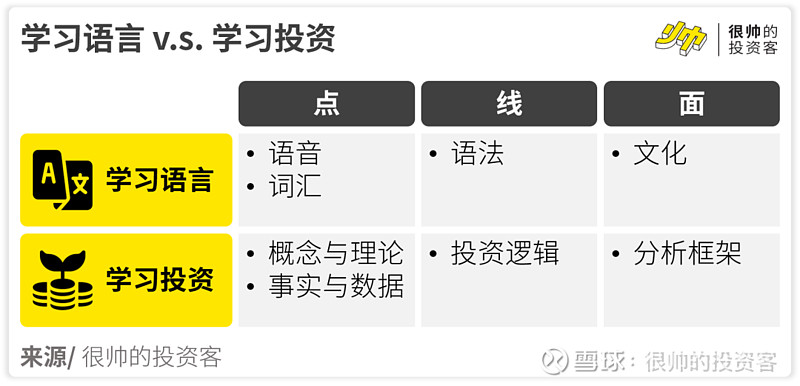 学习语言 v.s. 学习投资
很帅的
投资客
点 线 面
A 文
学习语言
• 语音
• 词汇
• 语法
• 文化
学习投资
• 概念与理论
• 事实与数据
• 投资逻辑
• 分析框架
来源/ 很帅的投资客
雪球:很帅的投资客